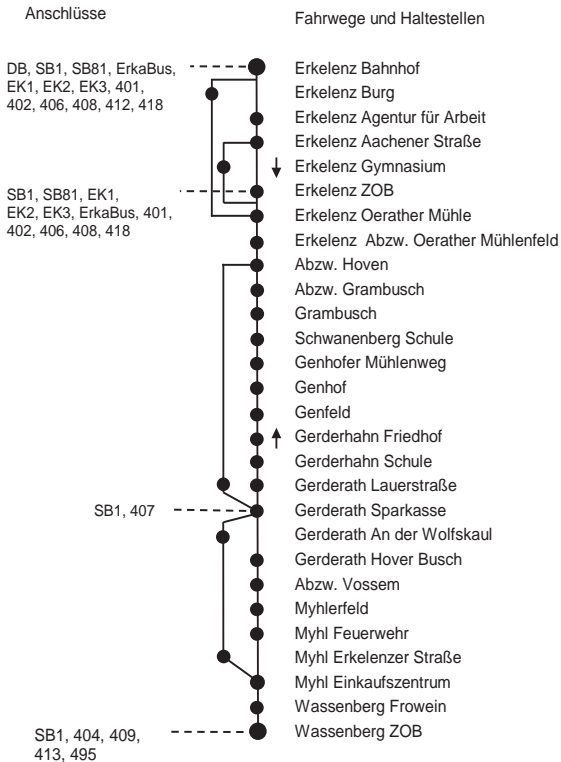 Anschlüsse
Fahrwege und Haltestellen
DB, SB1, SB81, ErkaBus,
EK1, EK2, EK3, 401,
402, 406, 408, 412, 418
Erkelenz Bahnhof
Erkelenz Burg
Erkelenz Agentur für Arbeit
Erkelenz Aachener Straße
Erkelenz Gymnasium
SB1, SB81, EK1,
EK2, EK3, ErkaBus, 401,
402, 406, 408, 418
Erkelenz ZOB
Erkelenz Oerather Mühle
Erkelenz Abzw. Oerather Mühlenfeld
Abzw. Hoven
Abzw. Grambusch
Grambusch
Schwanenberg Schule
Genhofer Mühlenweg
Genhof
Genfeld
Gerderhahn Friedhof
Gerderhahn Schule
Gerderath Lauerstraße
SB1, 407
Gerderath Sparkasse
Gerderath An der Wolfskaul
Gerderath Hover Busch
Abzw. Vossem
Myhlerfeld
Myhl Feuerwehr
Myhl Erkelenzer Straße
Myhl Einkaufszentrum
Wassenberg Frowein
SB1, 404, 409,
413, 495
Wassenberg ZOB